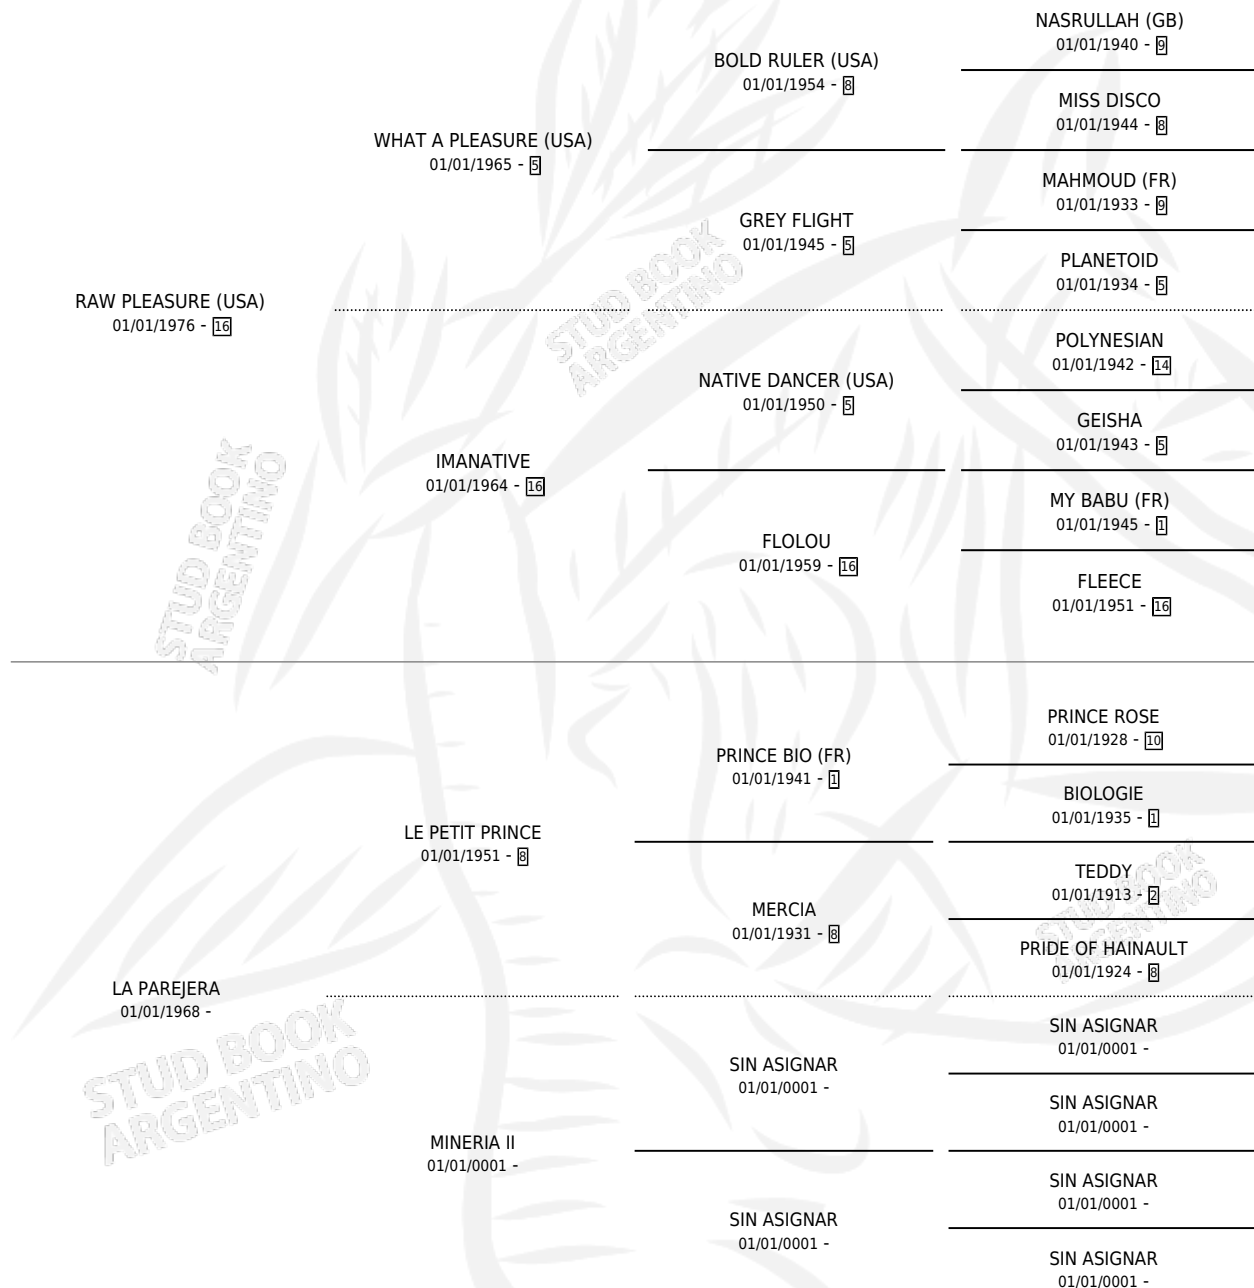 NASRULLAH (GB)
01/01/1940 - 9
BOLD RULER (USA)
01/01/1954 - 8
MISS DISCO
01/01/1944 - 8
WHAT A PLEASURE (USA)
01/01/1965 - 5
MAHMOUD (FR)
01/01/1933 - 9
GREY FLIGHT
01/01/1945 - 5
PLANETOID
01/01/1934 - 5
RAW PLEASURE (USA)
01/01/1976 - 16
POLYNESIAN
01/01/1942 - 14
NATIVE DANCER (USA)
01/01/1950 - 5
GEISHA
01/01/1943 - 5
IMANATIVE
01/01/1964 - 16
MY BABU (FR)
01/01/1945 - 1
FLOLOU
01/01/1959 - 16
FLEECE
01/01/1951 - 16
PRINCE ROSE
01/01/1928 - 10
PRINCE BIO (FR)
01/01/1941 - 1
BIOLOGIE
01/01/1935 - 1
LE PETIT PRINCE
01/01/1951 - 8
TEDDY
01/01/1913 - 2
MERCIA
01/01/1931 - 8
PRIDE OF HAINAULT
01/01/1924 - 8
LA PAREJERA
01/01/1968 -
SIN ASIGNAR
01/01/0001 -
SIN ASIGNAR
01/01/0001 -
SIN ASIGNAR
01/01/0001 -
MINERIA II
01/01/0001 -
SIN ASIGNAR
01/01/0001 -
SIN ASIGNAR
01/01/0001 -
SIN ASIGNAR
01/01/0001 -
STUD BOOK
ARGENTINO
STUD BOOK
ARGENTINO
STUD BOOK
ARGENTINO
STUD BOOK
ARGENTINO